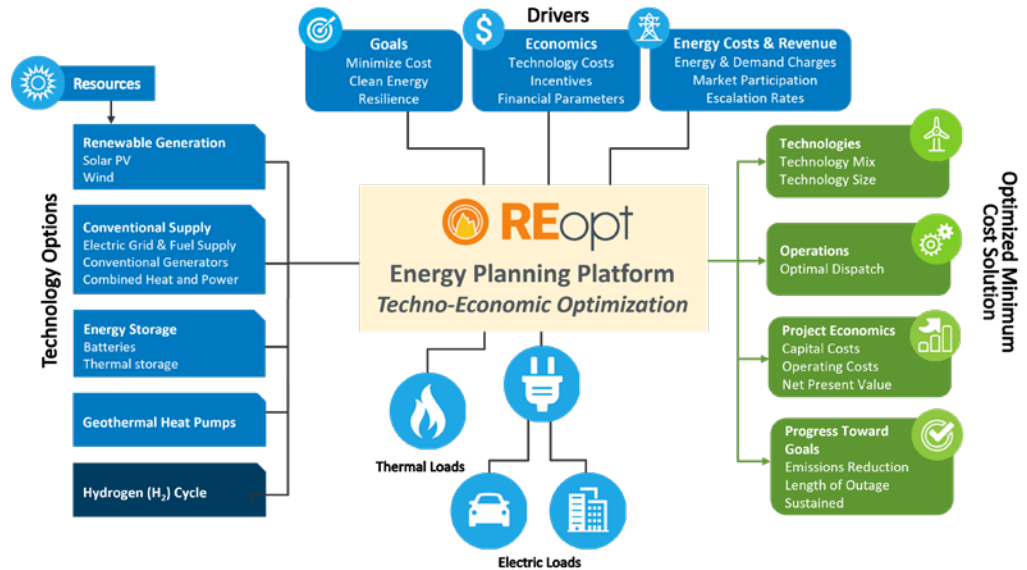 Drivers
Goals
Minimize Cost
Clean Energy
Resilience
Economics
Technology Costs
Incentives
Financial Parameters
Energy Costs & Revenue
Energy & Demand Charges
Market Participation
Escalation Rates
Resources
Technology Options
Renewable Generation
Solar PV
Wind
Conventional Supply
Electric Grid & Fuel Supply
Conventional Generators
Combined Heat and Power
Energy Storage
Batteries
Thermal storage
Geothermal Heat Pumps
Hydrogen (H₂) Cycle
REopt
Energy Planning Platform
Techno-Economic Optimization
Thermal Loads
Electric Loads
Technologies
Technology Mix
Technology Size
Operations
Optimal Dispatch
Project Economics
Capital Costs
Operating Costs
Net Present Value
Progress Toward
Goals
Emissions Reduction
Length of Outage
Sustained
Optimized Minimum
Cost Solution